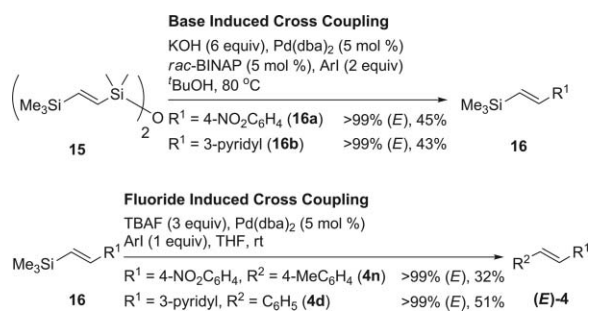 Base Induced Cross Coupling
KOH (6 equiv), Pd(dba)2 (5 mol %)
rac-BINAP (5 mol %), ArI (2 equiv)
tBuOH, 80 oC
Me3Si
Si
O
2
15
R1 = 4-NO2C6H4 (16a) >99% (E), 45%
R1 = 3-pyridyl (16b) >99% (E), 43%
Me3Si
R1
16
Fluoride Induced Cross Coupling
TBAF (3 equiv), Pd(dba)2 (5 mol %)
ArI (1 equiv), THF, rt
Me3Si
R1
16
R1 = 4-NO2C6H4, R2 = 4-MeC6H4 (4n) >99% (E), 32%
R1 = 3-pyridyl, R2 = C6H5 (4d) >99% (E), 51%
R2
R1
(E)-4